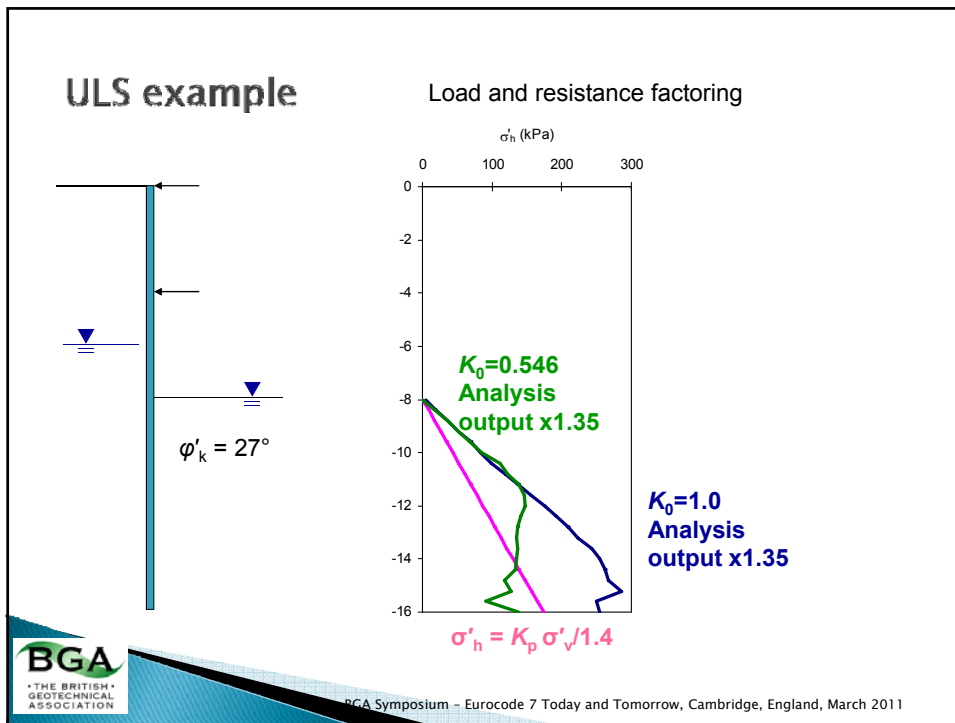 ULS example
Load and resistance factoring
σ'h (kPa)
0 100 200 300
0
-2
-4
-6
-8
-10
-12
-14
-16
φ′k = 27°
K0=0.546
Analysis
output x1.35
K0=1.0
Analysis
output x1.35
σ′h = Kp σ′v/1.4
BGA
•THE BRITISH•
GEOTECHNICAL
ASSOCIATION
BGA Symposium – Eurocode 7 Today and Tomorrow, Cambridge, England, March 2011